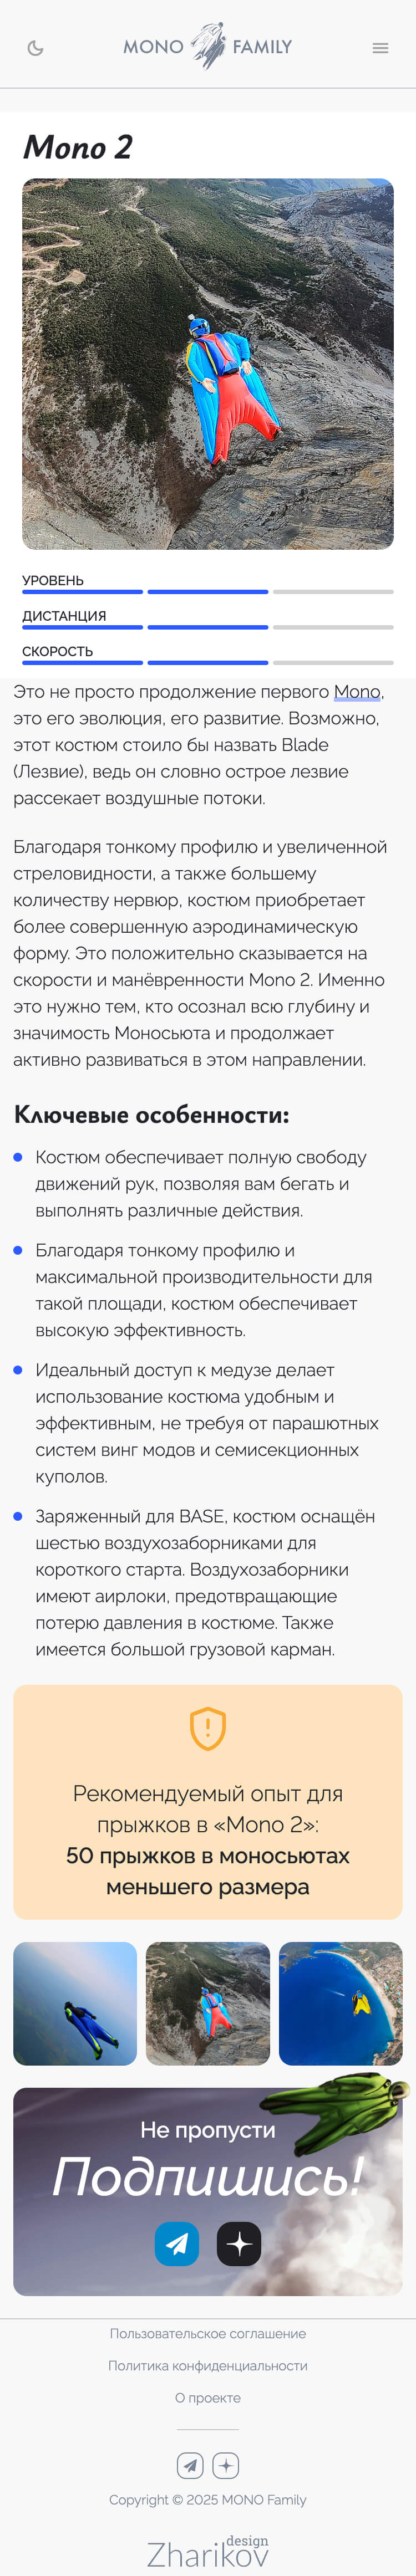 MONO FAMILY
Mono 2
УРОВЕНЬ
ДИСТАНЦИЯ
СКОРОСТЬ
Это не просто продолжение первого Mono,
это его эволюция, его развитие. Возможно,
этот костюм стоило бы назвать Blade
(Лезвие), ведь он словно острое лезвие
рассекает воздушные потоки.
Благодаря тонкому профилю и увеличенной
стреловидности, а также большему
количеству нервюр, костюм приобретает
более совершенную аэродинамическую
форму. Это положительно сказывается на
скорости и манёвренности Mono 2. Именно
это нужно тем, кто осознал всю глубину и
значимость Моносьюта и продолжает
активно развиваться в этом направлении.
Ключевые особенности:
Костюм обеспечивает полную свободу
движений рук, позволяя вам бегать и
выполнять различные действия.
Благодаря тонкому профилю и
максимальной производительности для
такой площади, костюм обеспечивает
высокую эффективность.
Идеальный доступ к медузе делает
использование костюма удобным и
эффективным, не требуя от парашютных
систем винг модов и семисекционных
куполов.
Заряженный для BASE, костюм оснащён
шестью воздухозаборниками для
короткого старта. Воздухозаборники
имеют аирлоки, предотвращающие
потерю давления в костюме. Также
имеется большой грузовой карман.
Рекомендуемый опыт для
прыжков в «Mono 2»:
50 прыжков в моносьютах
меньшего размера
Не пропусти
Подпишись!
Пользовательское соглашение
Политика конфиденциальности
О проекте
Copyright © 2025 MONO Family
design
Zharikov